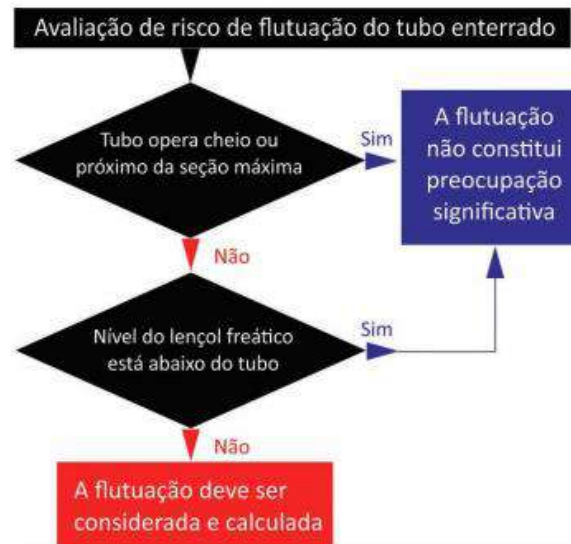 Avaliação de risco de flutuação do tubo enterrado
Tubo opera cheio ou
próximo da seção máxima
Sim
A flutuação
não constitui
preocupação
significativa
Não
Nível do lençol freático
está abaixo do tubo
Sim
Não
A flutuação deve ser
considerada e calculada